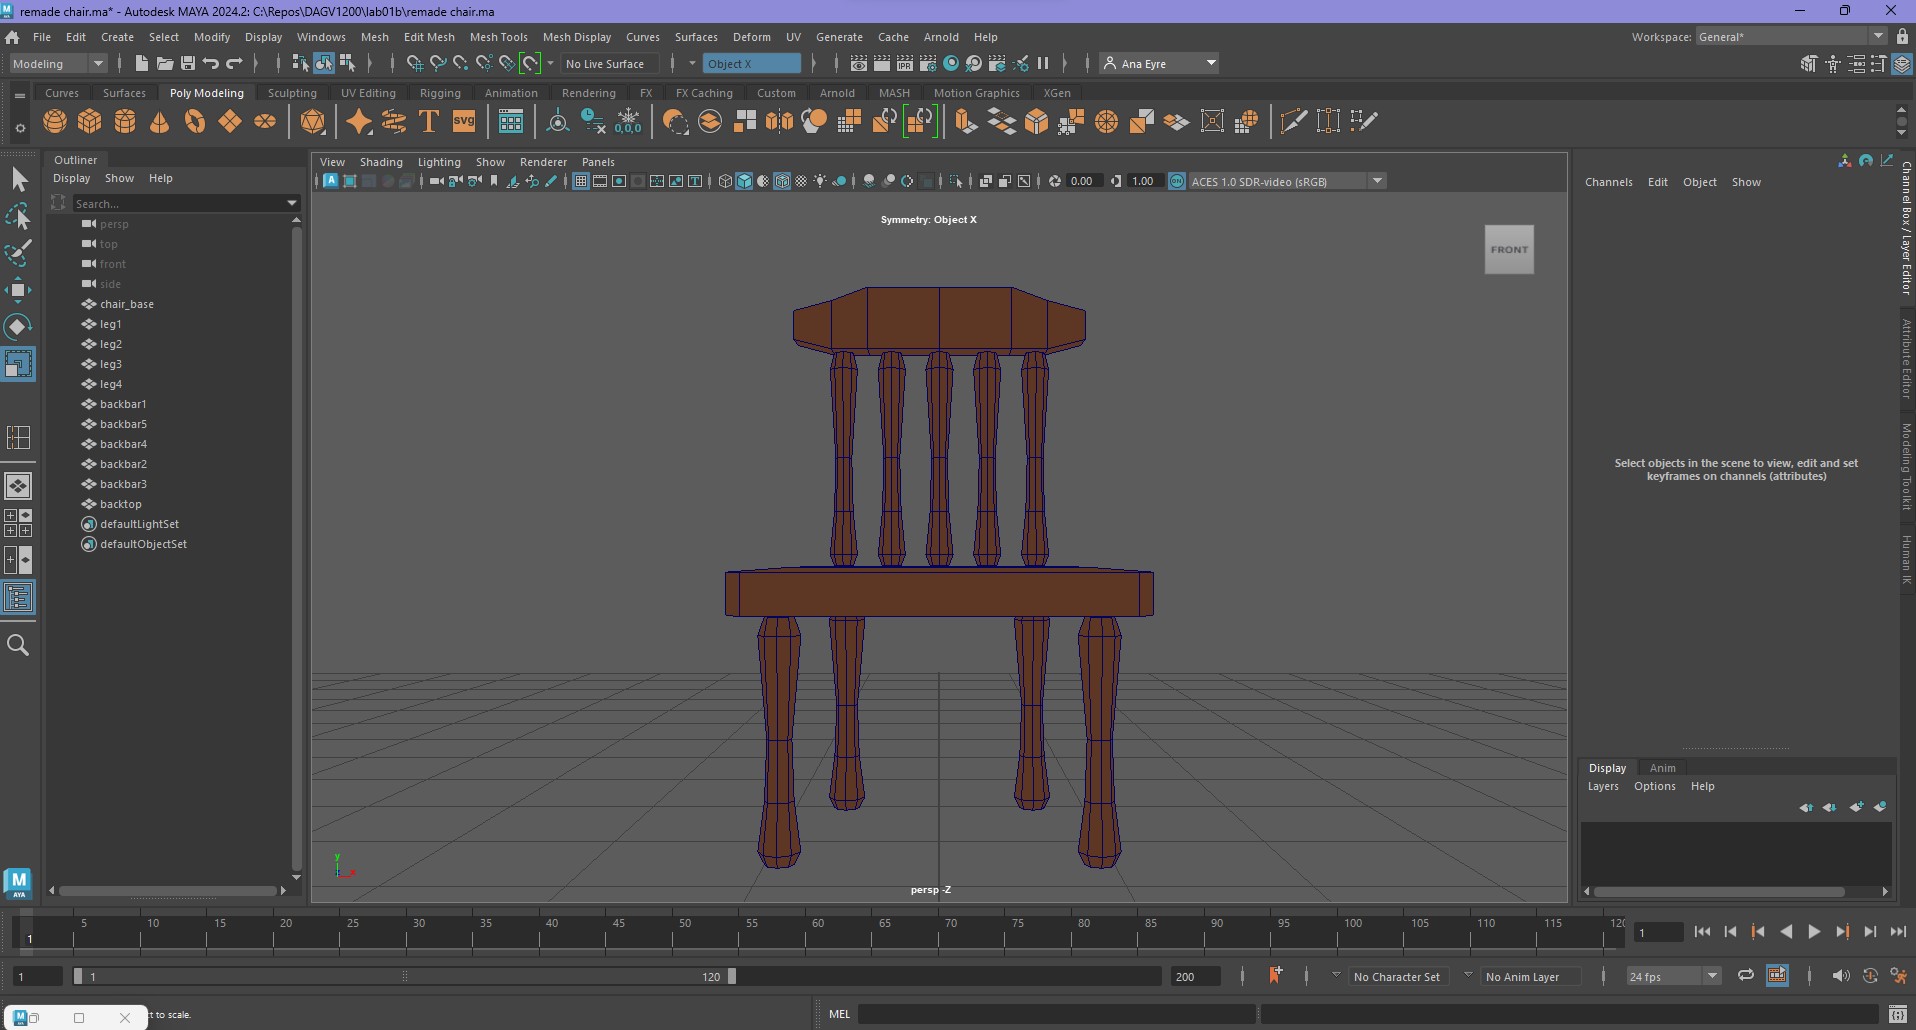 remade chair.ma* - Autodesk MAYA 2024.2: C:\Repos\DAGV1200\lab01b\remade chair.ma
File Edit Create Select Modify Display Windows Mesh Edit Mesh Mesh Tools Mesh Display Curves Surfaces Deform UV Generate Cache Arnold Help Workspace: General*
Modeling No Live Surface Object X IPR Ana Eyre
Curves Surfaces Poly Modeling Sculpting UV Editing Rigging Animation Rendering FX FX Caching Custom Arnold MASH Motion Graphics XGen
T SVG 0,0,0
Outliner
Display Show Help
Search...
persp
top
front
side
chair_base
leg1
leg2
leg3
leg4
backbar1
backbar5
backbar4
backbar2
backbar3
backtop
defaultLightSet
defaultObjectSet
View Shading Lighting Show Renderer Panels
0.00 1.00 ON ACES 1.0 SDR-video (sRGB)
Symmetry: Object X
FRONT
y
x
persp -Z
Channels Edit Object Show
Select objects in the scene to view, edit and set
keyframes on channels (attributes)
Channel Box / Layer Editor
Attribute Editor
Modeling Toolkit
Human IK
Display Anim
Layers Options Help
M
AYA
5 10 15 20 25 30 35 40 45 50 55 60 65 70 75 80 85 90 95 100 105 110 115 120
1 1
1 1 120 200 No Character Set No Anim Layer 24 fps
ct to scale. MEL